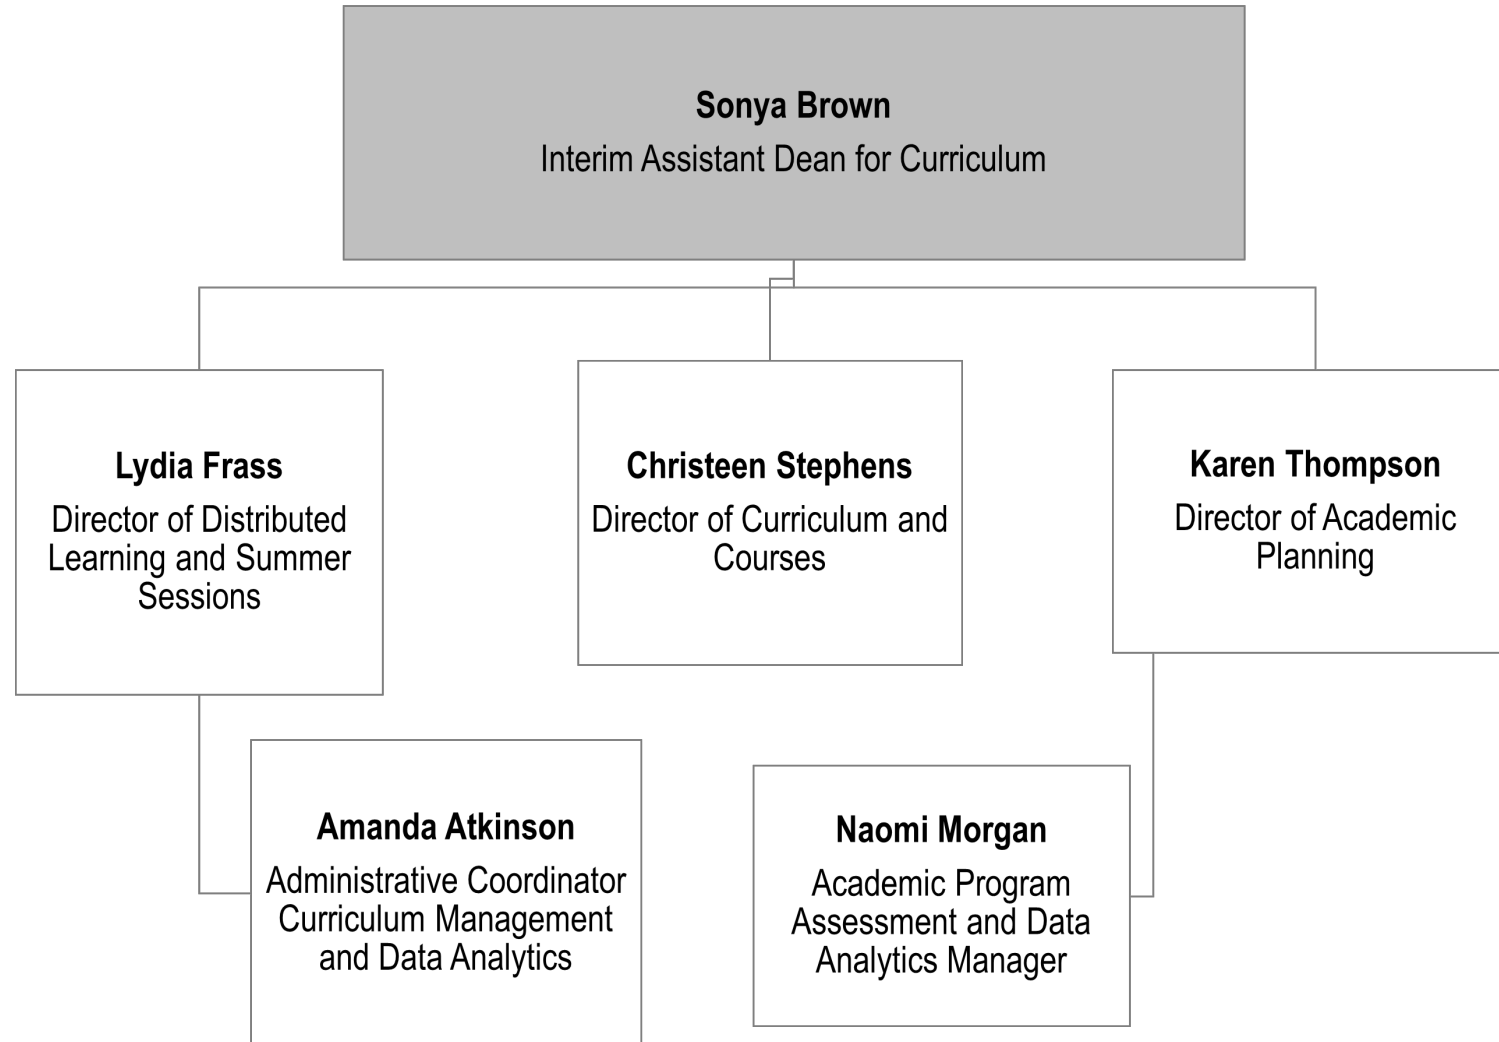 Sonya Brown
Interim Assistant Dean for Curriculum
Lydia Frass
Director of Distributed
Learning and Summer
Sessions
Christeen Stephens
Director of Curriculum and
Courses
Karen Thompson
Director of Academic
Planning
Amanda Atkinson
Administrative Coordinator
Curriculum Management
and Data Analytics
Naomi Morgan
Academic Program
Assessment and Data
Analytics Manager